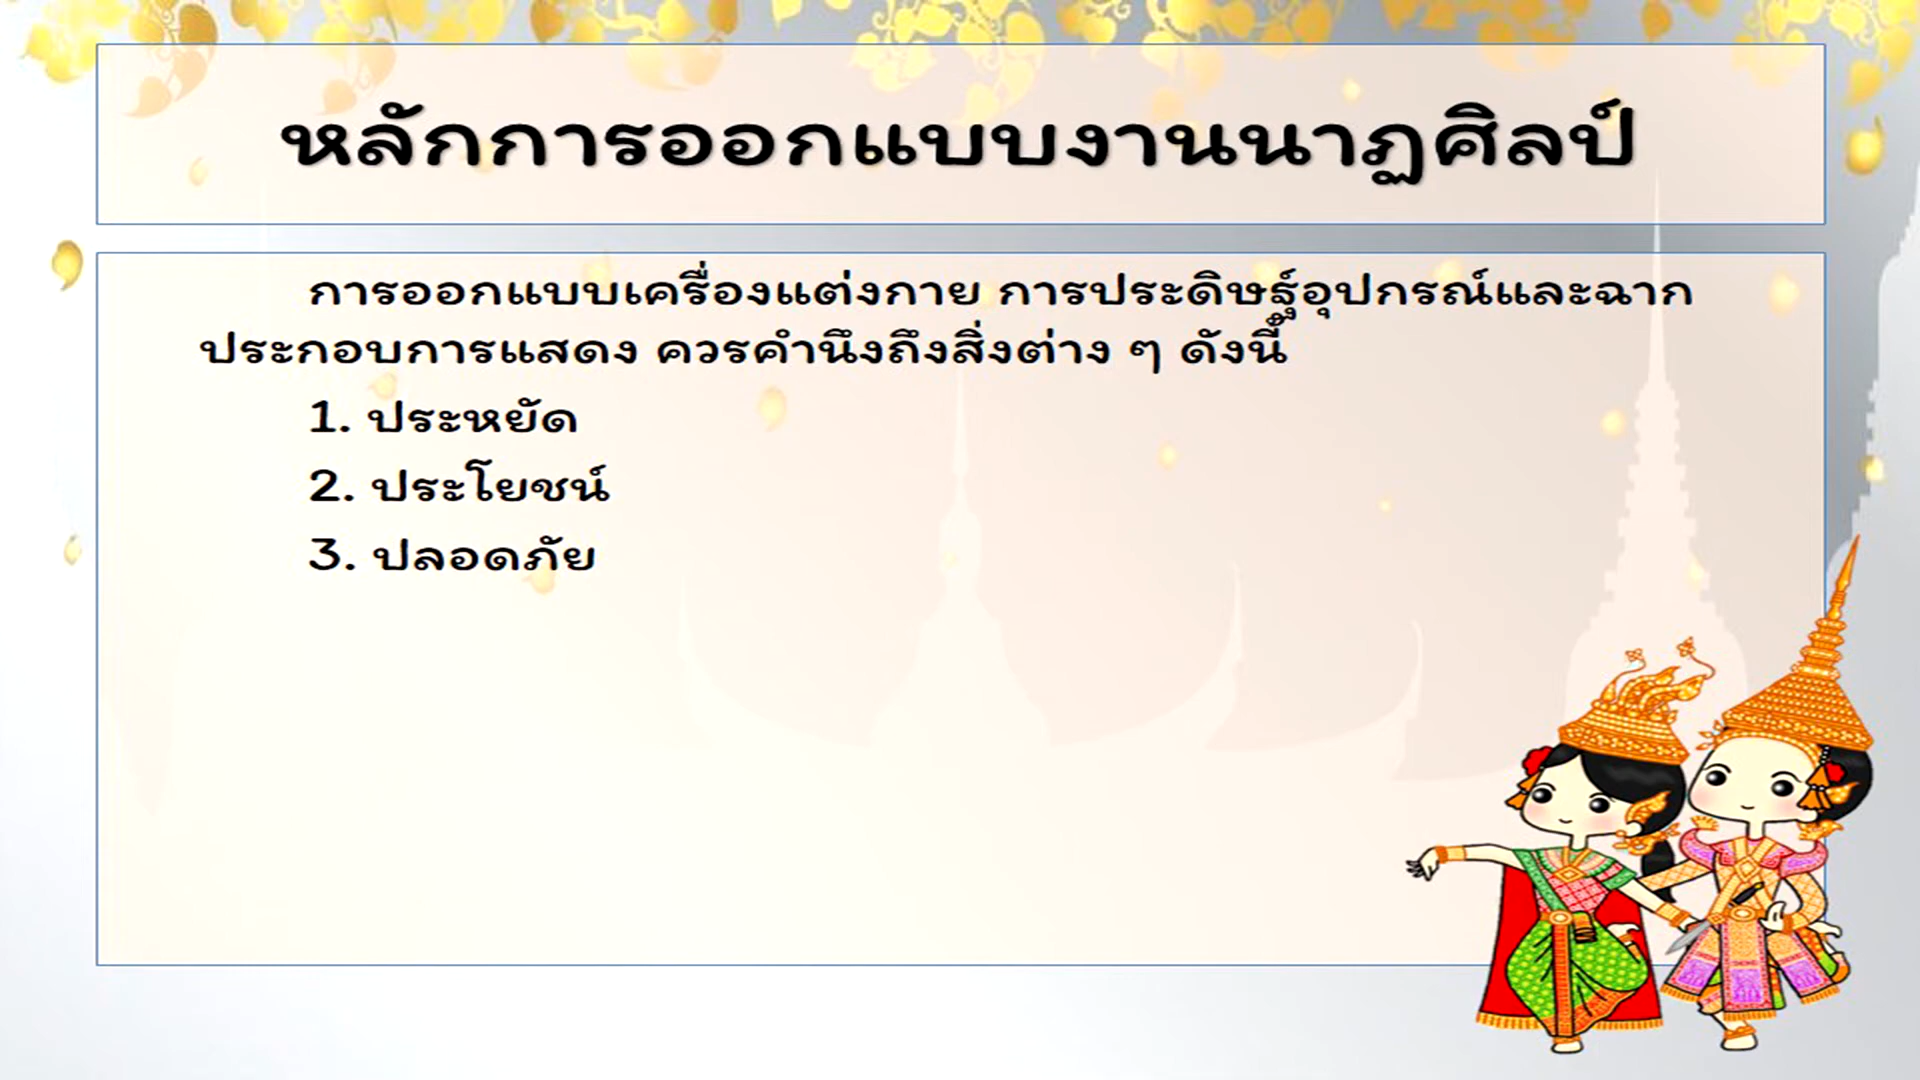 หลักการออกแบบงานนาฏศิลป์
การออกแบบเครื่องแต่งกาย การประดิษฐ์อุปกรณ์และฉาก
ประกอบการแสดง ควรคำนึงถึงสิ่งต่าง ๆ ดังนี้
1. ประหยัด
2. ประโยชน์
3. ปลอดภัย